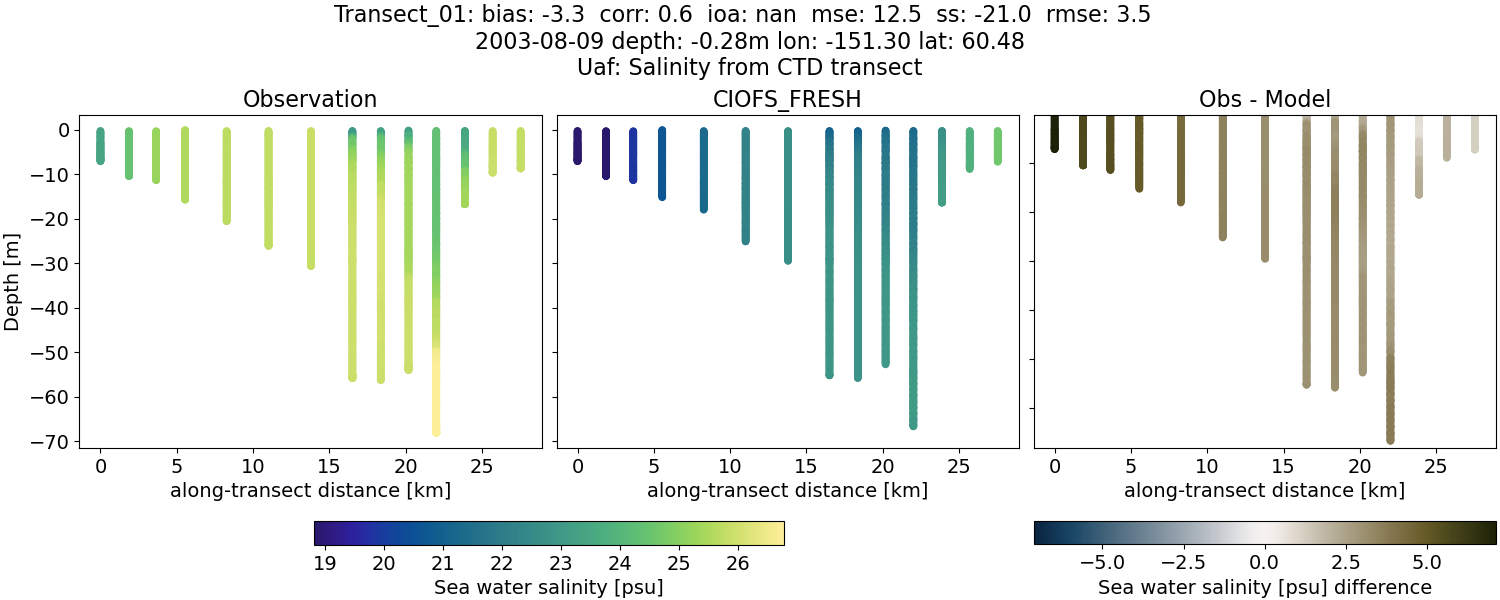 Transect_01: bias: -3.3  corr: 0.6  ioa: nan  mse: 12.5  ss: -21.0  rmse: 3.5
2003-08-09 depth: -0.28m lon: -151.30 lat: 60.48
Uaf: Salinity from CTD transect
Observation
CIOFS_FRESH
Obs - Model
Depth [m]
0
−10
−20
−30
−40
−50
−60
−70
0 5 10 15 20 25
0 5 10 15 20 25
0 5 10 15 20 25
along-transect distance [km]
along-transect distance [km]
along-transect distance [km]
19 20 21 22 23 24 25 26
Sea water salinity [psu]
−5.0 −2.5 0.0 2.5 5.0
Sea water salinity [psu] difference